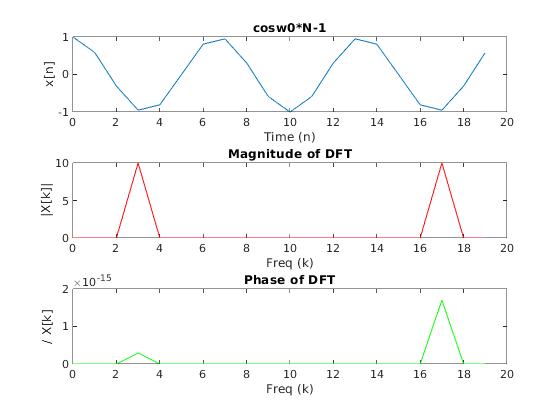 cosw0*N-1
1
0
-1
x[n]
0 2 4 6 8 10 12 14 16 18 20
Time (n)
Magnitude of DFT
10
5
0
|X[k]|
0 2 4 6 8 10 12 14 16 18 20
Freq (k)
×10-15
Phase of DFT
2
1
0
/ X[k]
0 2 4 6 8 10 12 14 16 18 20
Freq (k)